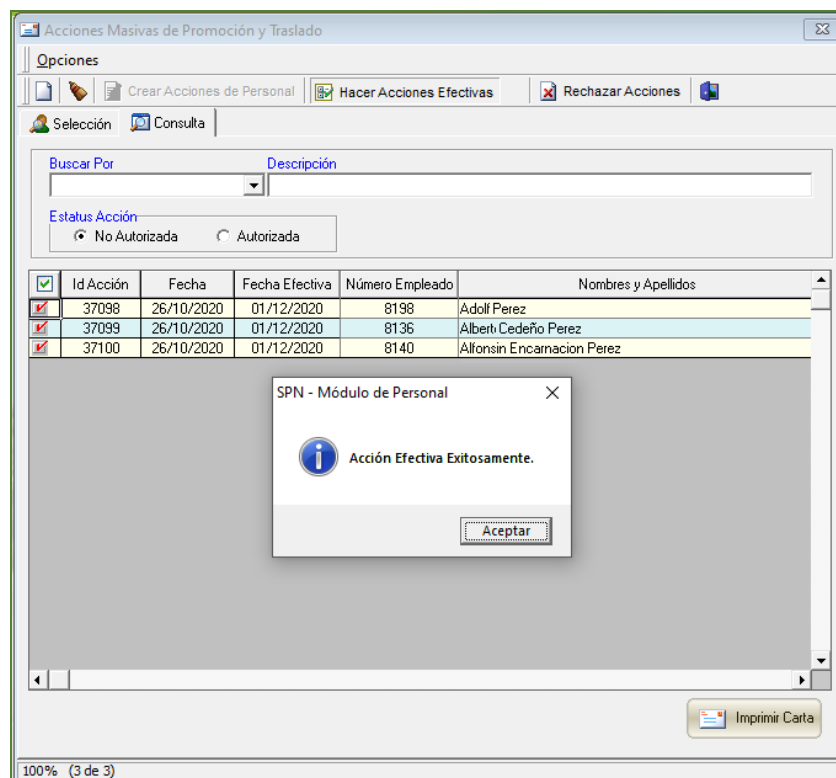 Acciones Masivas de Promoción y Traslado
Opciones
Crear Acciones de Personal Hacer Acciones Efectivas Rechazar Acciones
Selección Consulta
Buscar Por Descripción
Estatus Acción
No Autorizada Autorizada
Id Acción Fecha Fecha Efectiva Número Empleado Nombres y Apellidos
37098 26/10/2020 01/12/2020 8198 Adolf Perez
37099 26/10/2020 01/12/2020 8136 Albert Cedeño Perez
37100 26/10/2020 01/12/2020 8140 Alfonsin Encarnacion Perez
SPN - Módulo de Personal
Acción Efectiva Exitosamente.
Aceptar
Imprimir Carta
100% (3 de 3)